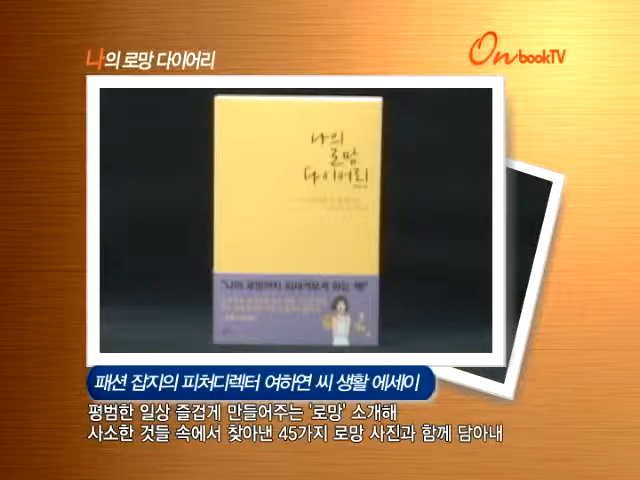 나의 로망 다이어리
On bookTV
나의
로망
다이어리
"나의 로망까지 되새겨보게 하는 책!"
패션 잡지의 피처디렉터 여하연 씨 생활 에세이
평범한 일상 즐겁게 만들어주는 '로망' 소개해
사소한 것들 속에서 찾아낸 45가지 로망 사진과 함께 담아내